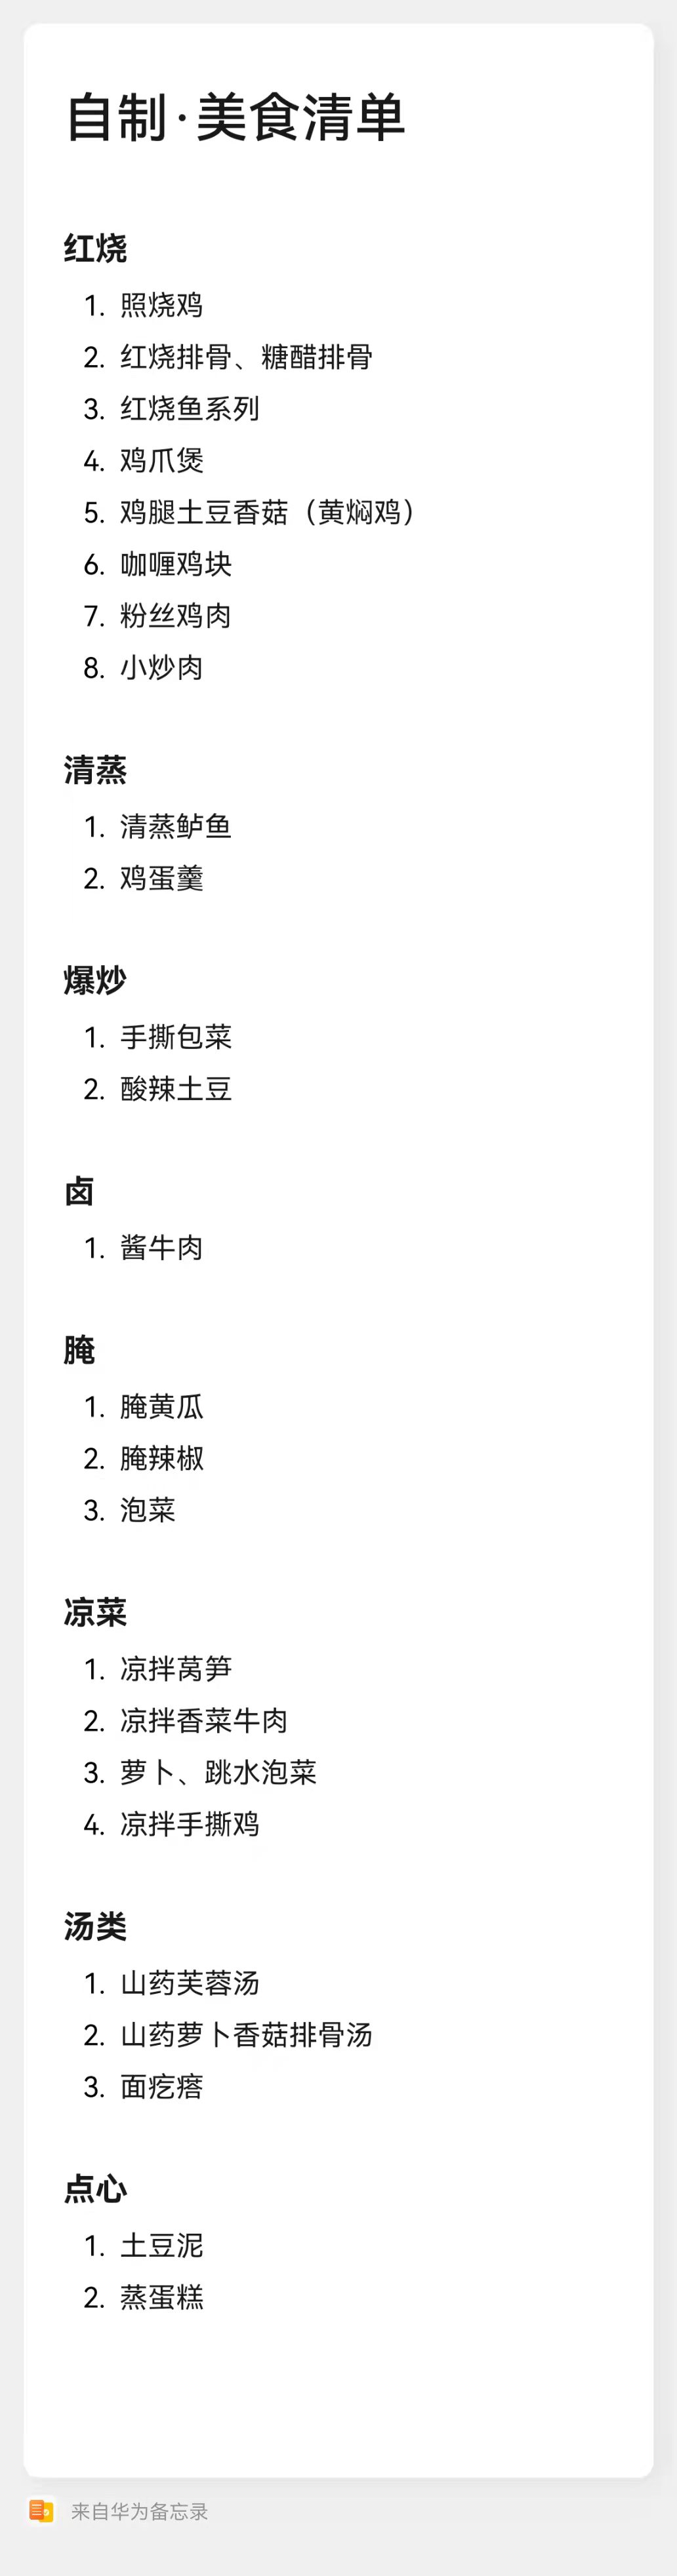 自制·美食清单
红烧
1. 照烧鸡
2. 红烧排骨、糖醋排骨
3. 红烧鱼系列
4. 鸡爪煲
5. 鸡腿土豆香菇（黄焖鸡）
6. 咖喱鸡块
7. 粉丝鸡肉
8. 小炒肉
清蒸
1. 清蒸鲈鱼
2. 鸡蛋羹
爆炒
1. 手撕包菜
2. 酸辣土豆
卤
1. 酱牛肉
腌
1. 腌黄瓜
2. 腌辣椒
3. 泡菜
凉菜
1. 凉拌莴笋
2. 凉拌香菜牛肉
3. 萝卜、跳水泡菜
4. 凉拌手撕鸡
汤类
1. 山药芙蓉汤
2. 山药萝卜香菇排骨汤
3. 面疙瘩
点心
1. 土豆泥
2. 蒸蛋糕
来自华为备忘录